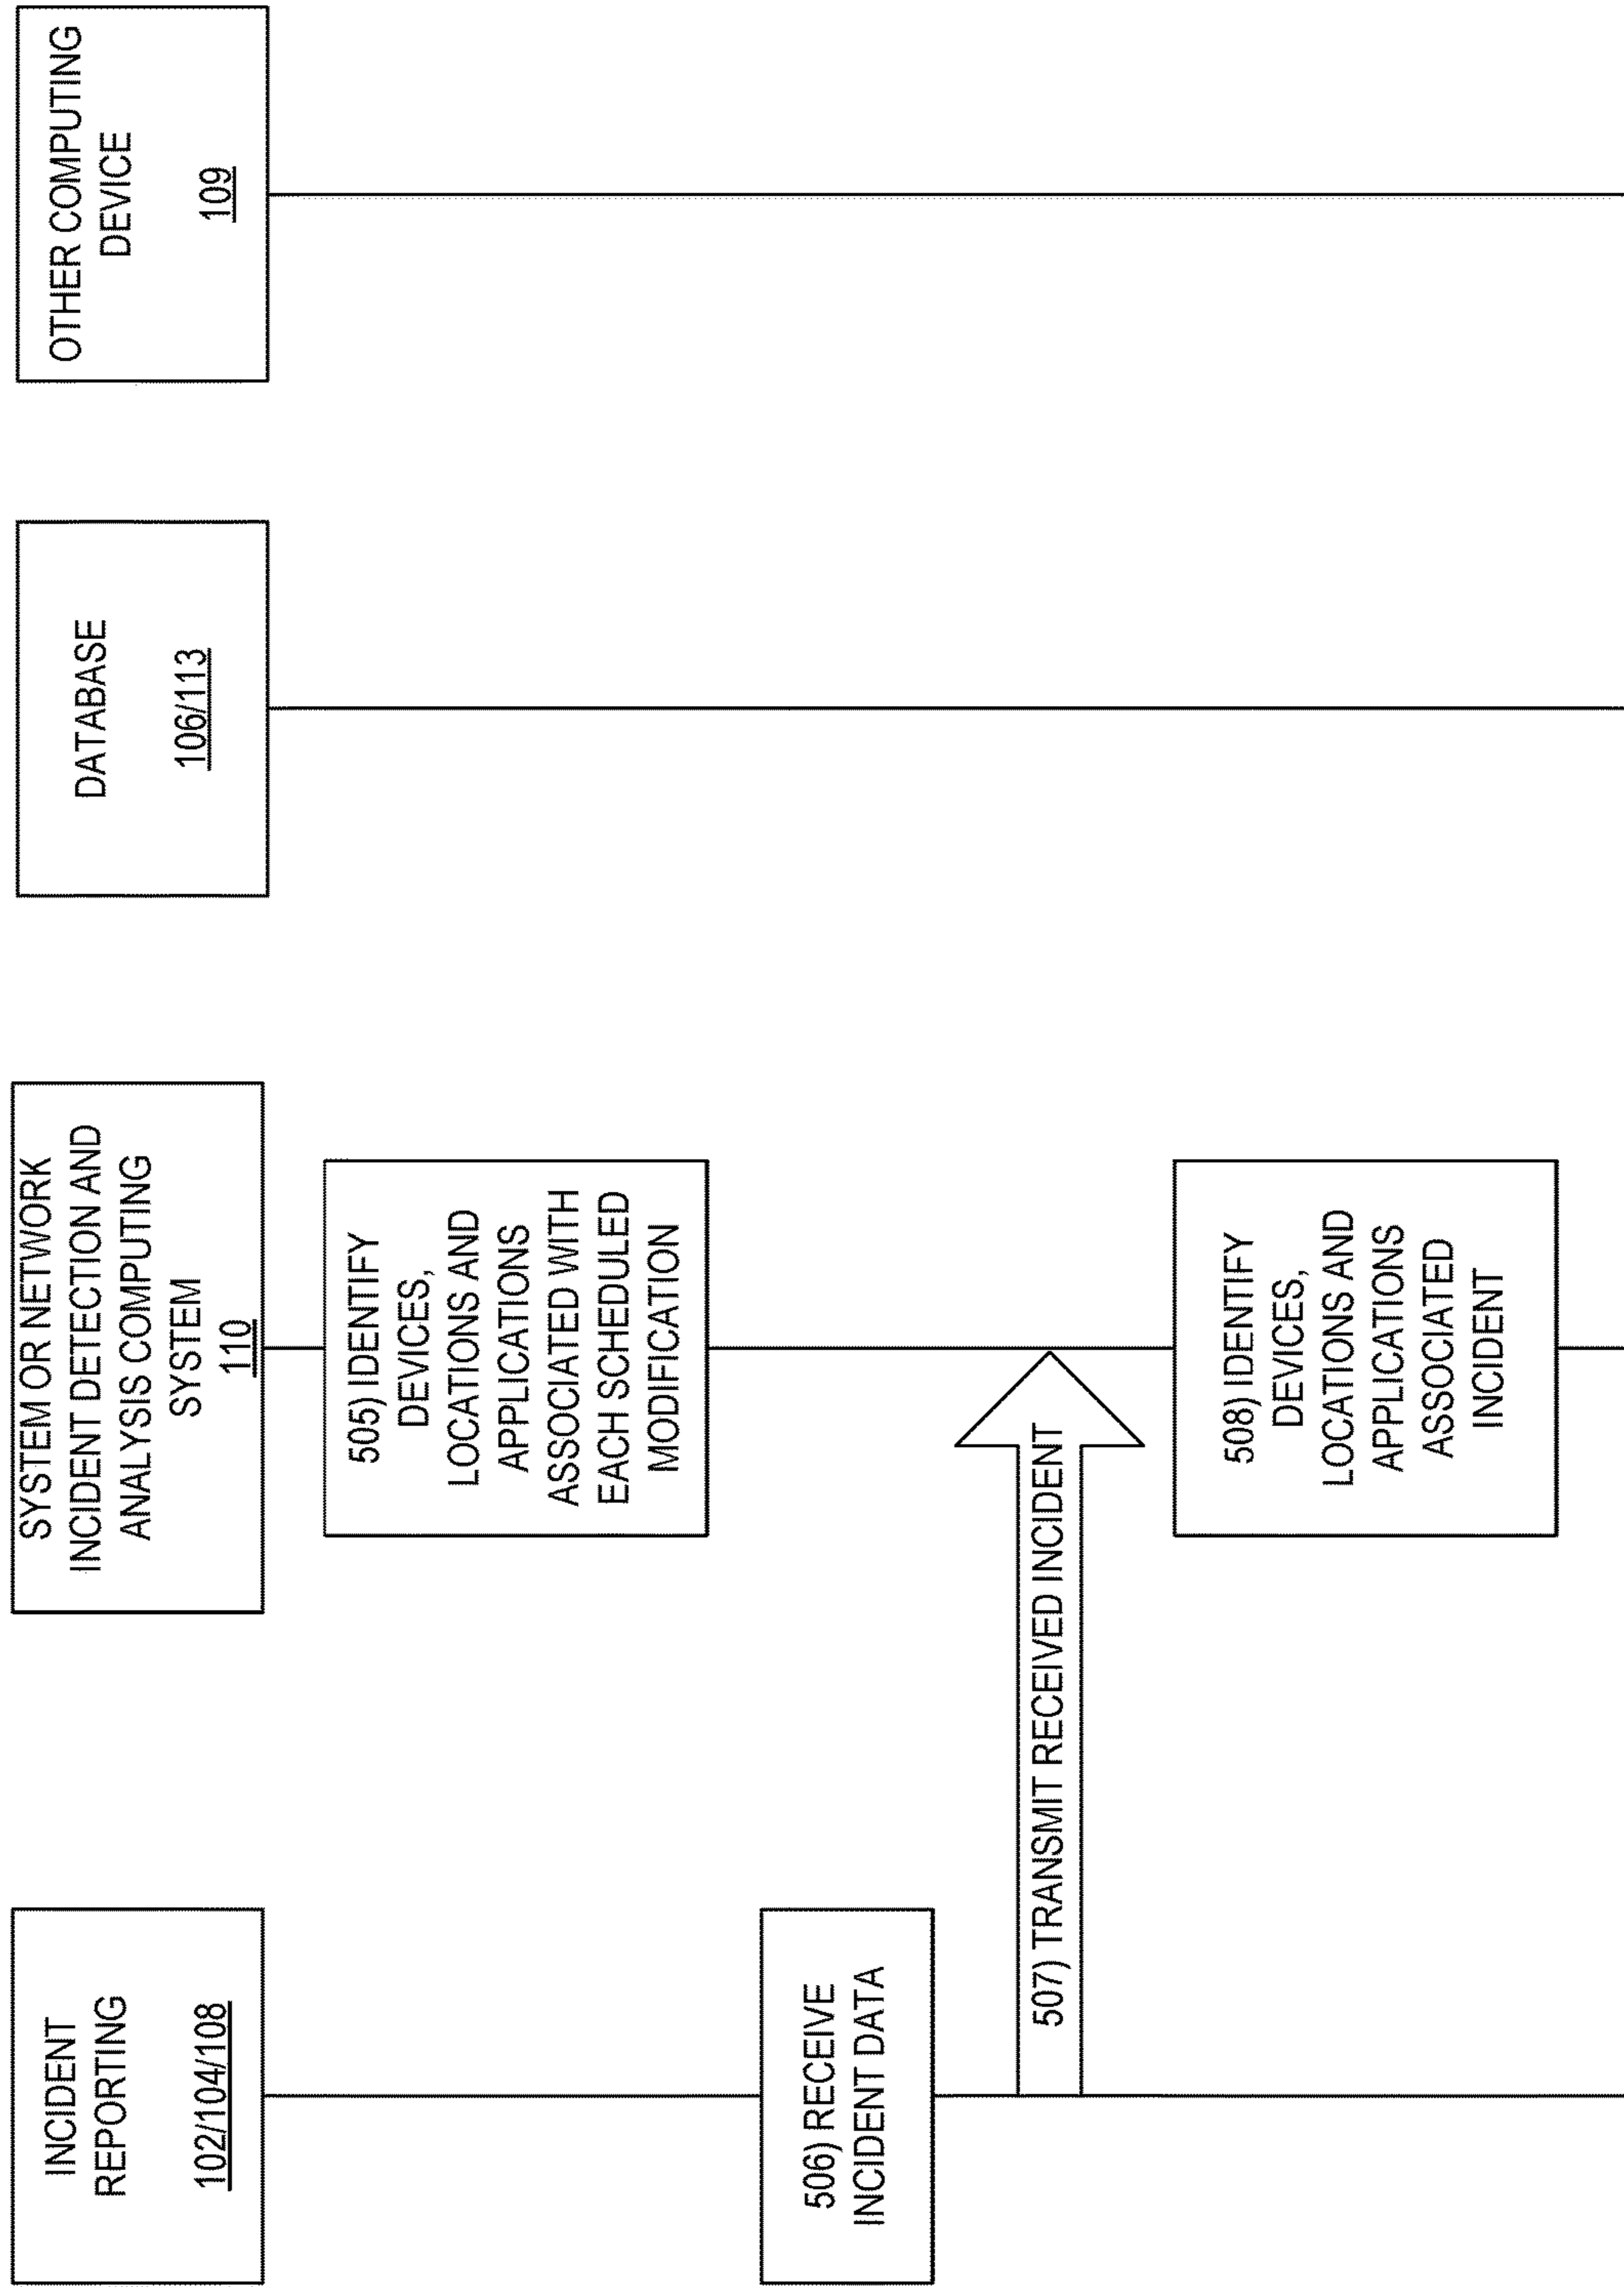 INCIDENT
REPORTING
102/104/108
SYSTEM OR NETWORK
INCIDENT DETECTION AND
ANALYSIS COMPUTING
SYSTEM
110
DATABASE
106/113
OTHER COMPUTING
DEVICE
109
505) IDENTIFY
DEVICES,
LOCATIONS AND
APPLICATIONS
ASSOCIATED WITH
EACH SCHEDULED
MODIFICATION
506) RECEIVE
INCIDENT DATA
507) TRANSMIT RECEIVED INCIDENT
508) IDENTIFY
DEVICES,
LOCATIONS AND
APPLICATIONS
ASSOCIATED
INCIDENT